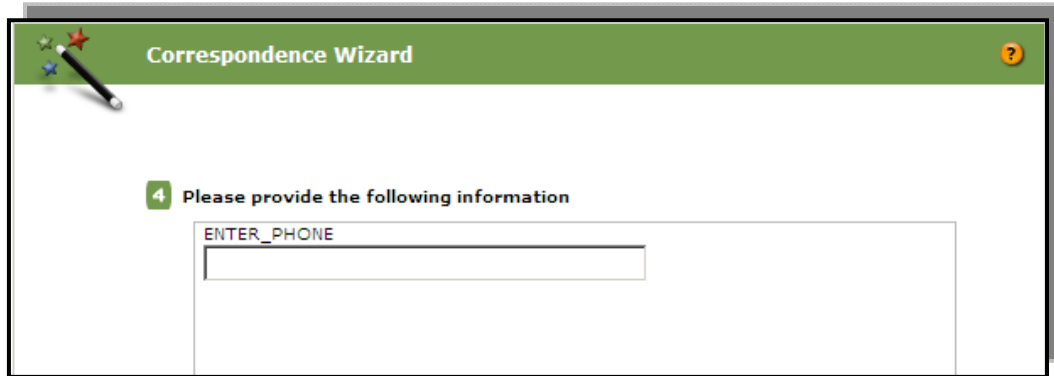 Correspondence Wizard
?
4 Please provide the following information
ENTER_PHONE